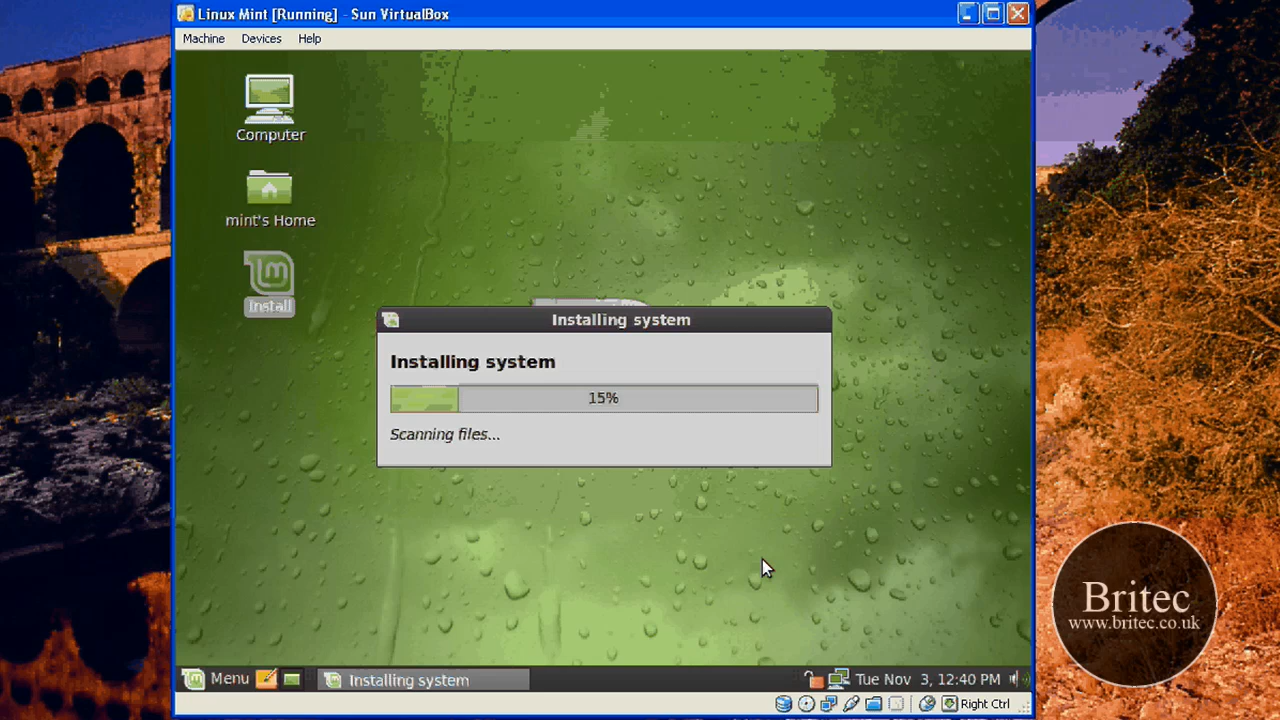 Linux Mint [Running] - Sun VirtualBox
Machine Devices Help
Computer
mint's Home
Install
Installing system
Installing system
15%
Scanning files...
Britec
www.britec.co.uk
Menu Installing system Tue Nov 3, 12:40 PM
Right Ctrl